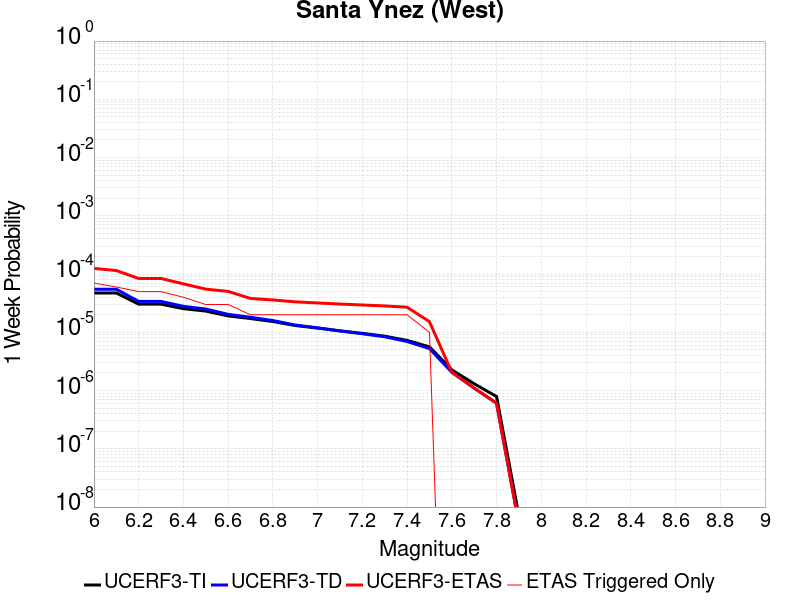 Santa Ynez (West)
10^0
10^-1
10^-2
10^-3
10^-4
10^-5
10^-6
10^-7
10^-8
1 Week Probability
6 6.2 6.4 6.6 6.8 7 7.2 7.4 7.6 7.8 8 8.2 8.4 8.6 8.8 9
Magnitude
UCERF3-TI UCERF3-TD UCERF3-ETAS ETAS Triggered Only